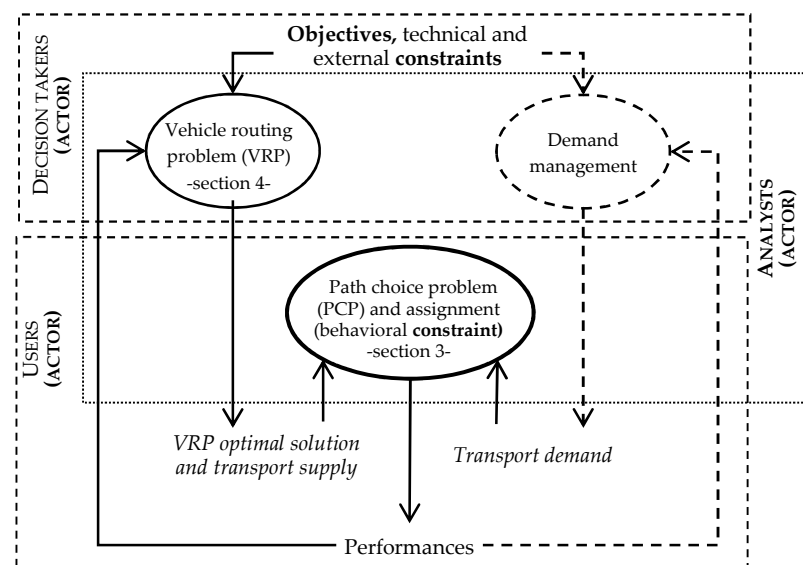 Objectives, technical and
external constraints
DECISION TAKERS
(ACTOR)
Vehicle routing
problem (VRP)
-section 4-
Demand
management
ANALYSTS
(ACTOR)
Path choice problem
(PCP) and assignment
(behavioral constraint)
-section 3-
USERS
(ACTOR)
VRP optimal solution
and transport supply
Transport demand
Performances